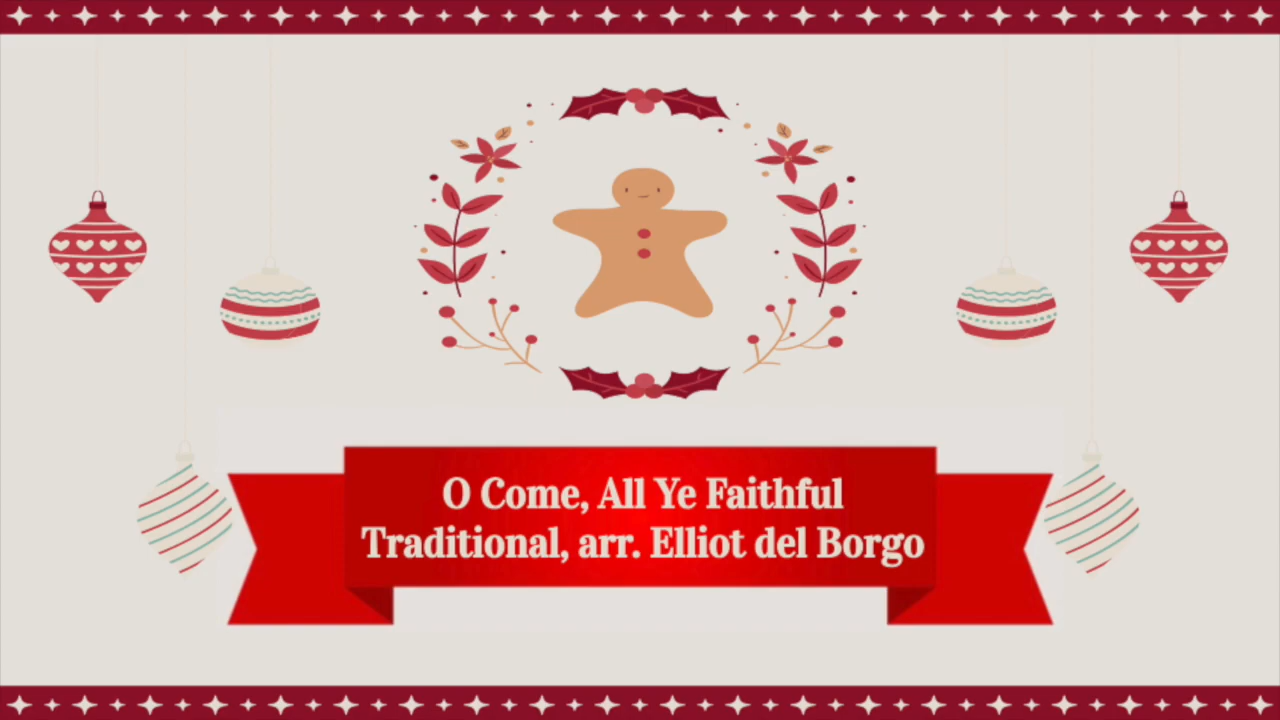 O Come, All Ye Faithful
Traditional, arr. Elliot del Borgo